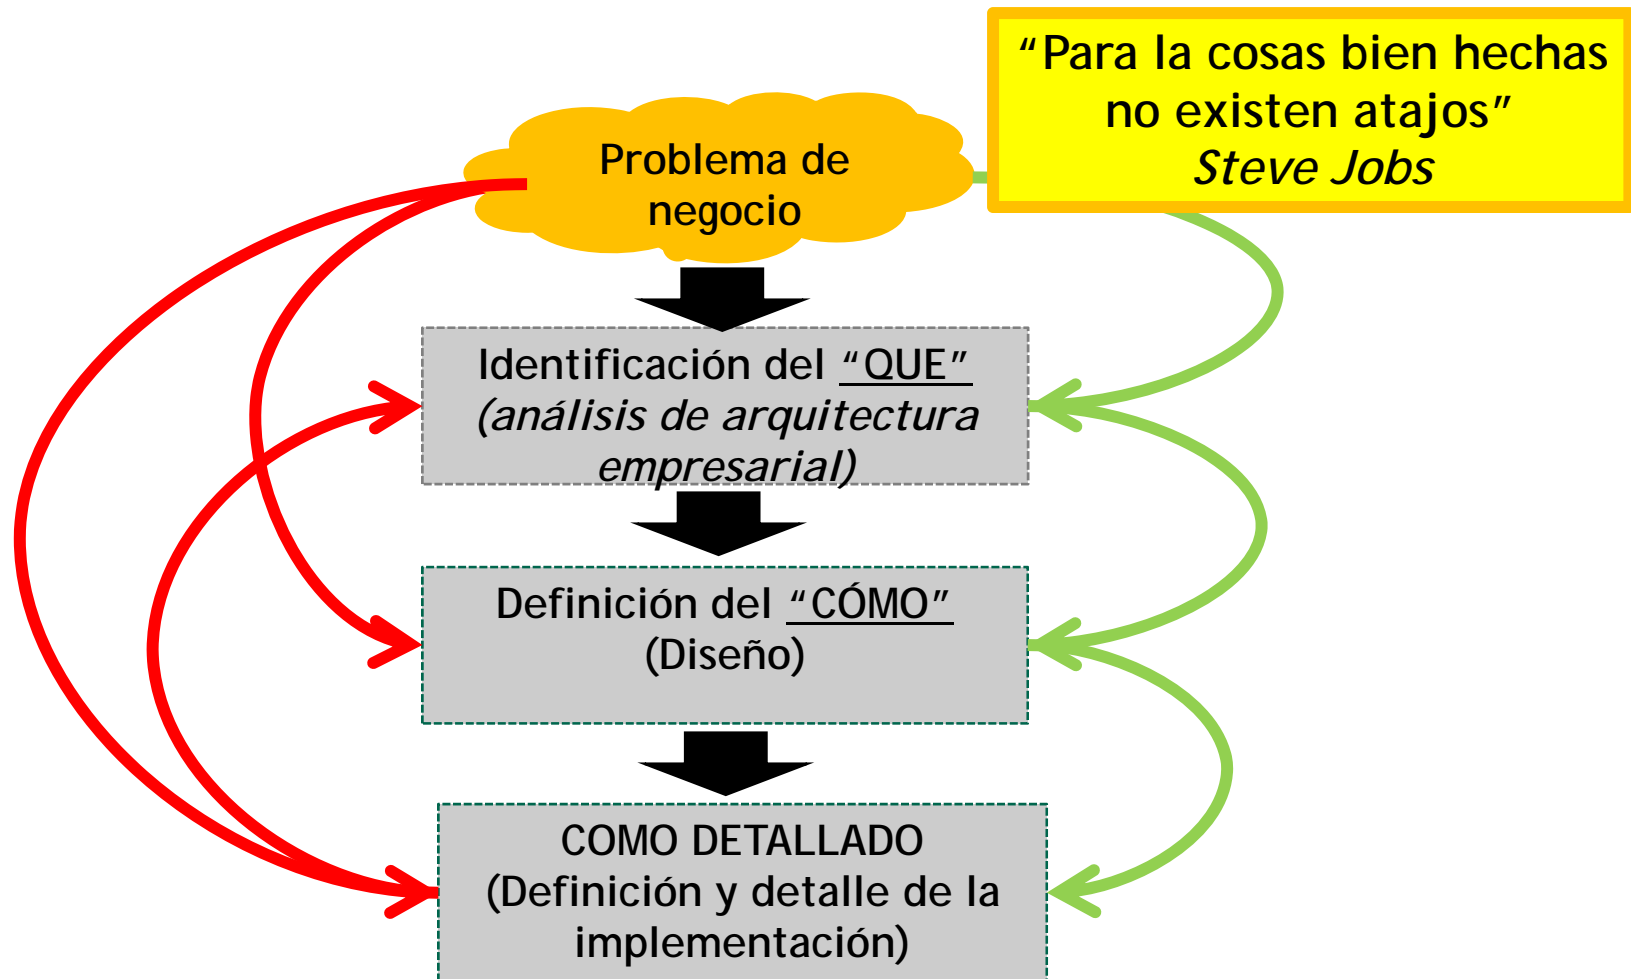 “Para la cosas bien hechas
no existen atajos”
Steve Jobs
Problema de
negocio
Identificación del “QUE”
(análisis de arquitectura
empresarial)
Definición del “CÓMO”
(Diseño)
COMO DETALLADO
(Definición y detalle de la
implementación)